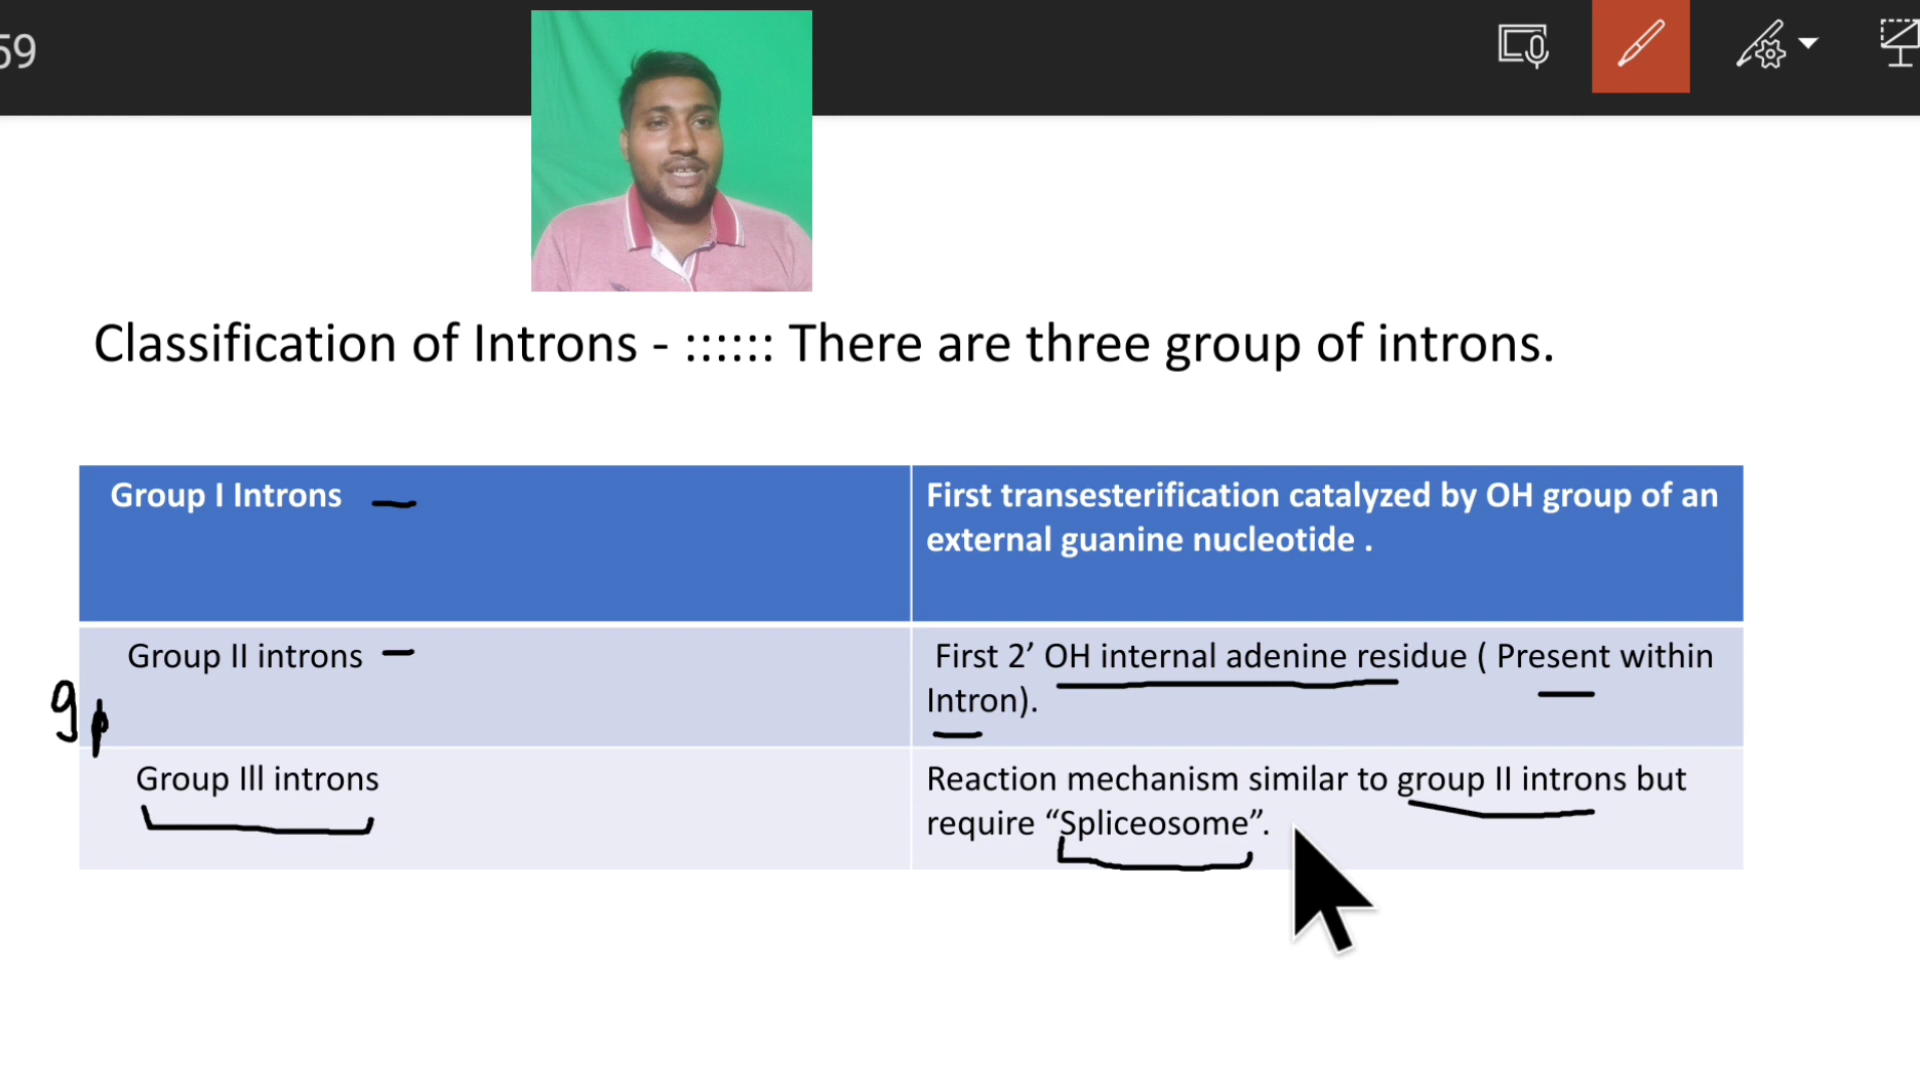 59
Classification of Introns - :::::: There are three group of introns.
Group I Introns
First transesterification catalyzed by OH group of an
external guanine nucleotide .
Group II introns
First 2’ OH internal adenine residue ( Present within
Intron).
gp
Group Ill introns
Reaction mechanism similar to group II introns but
require “Spliceosome”.